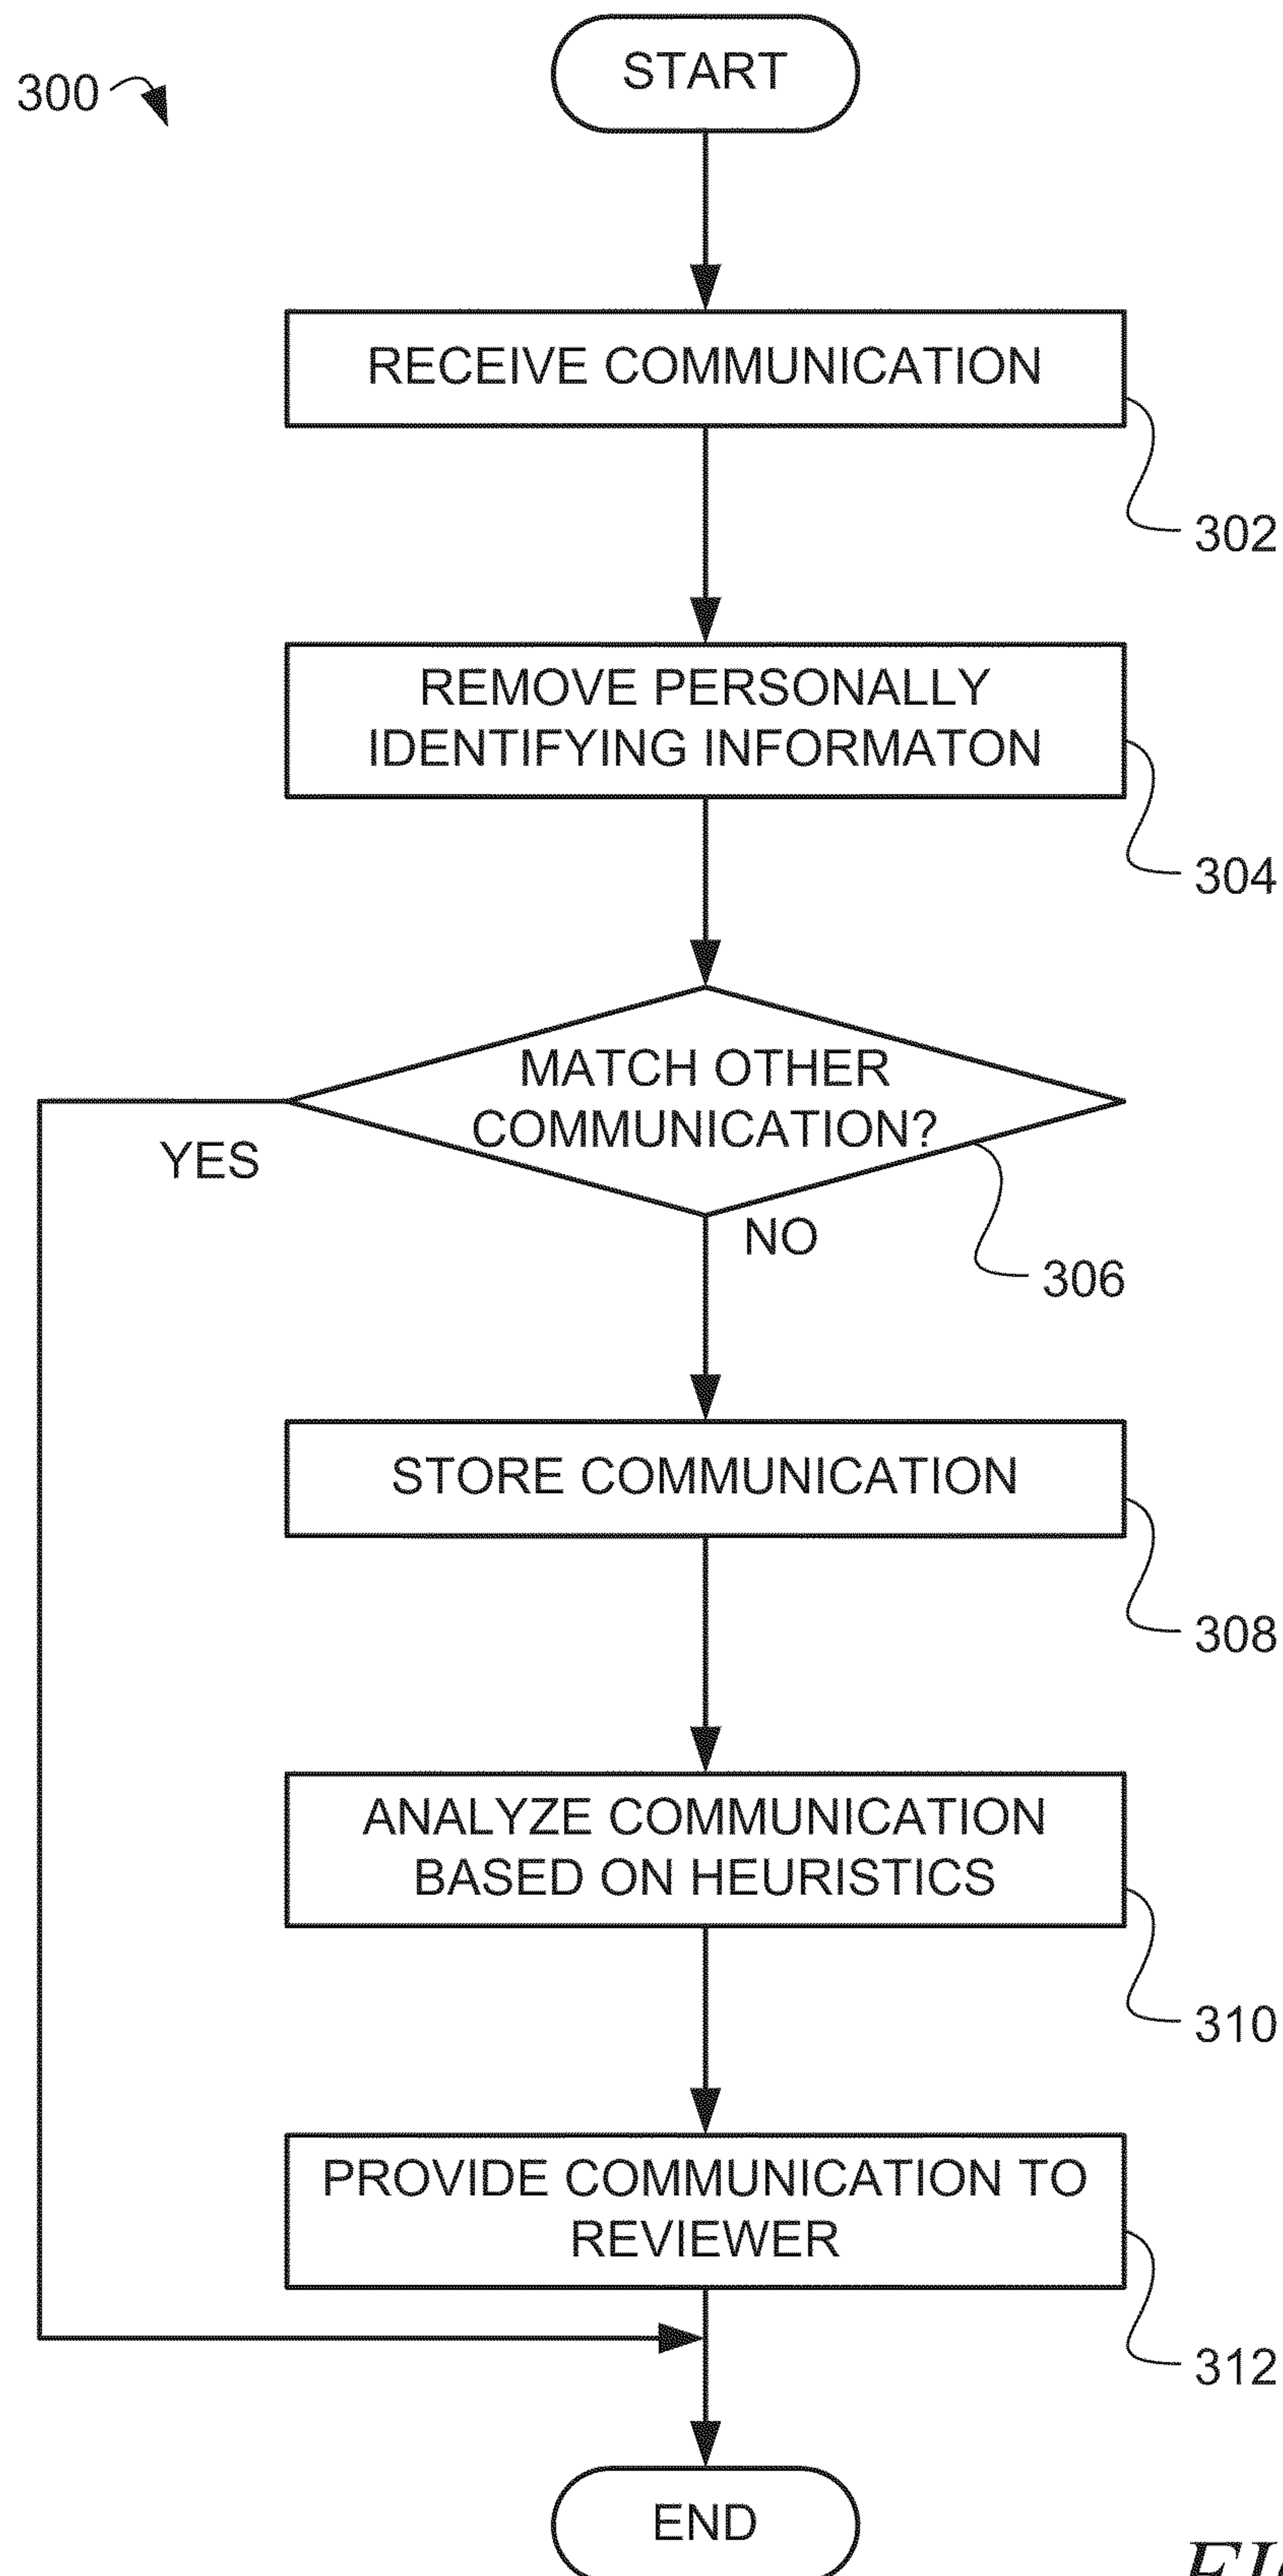 START
300
RECEIVE COMMUNICATION
302
REMOVE PERSONALLY
IDENTIFYING INFORMATON
304
MATCH OTHER
COMMUNICATION?
YES
NO
306
STORE COMMUNICATION
308
ANALYZE COMMUNICATION
BASED ON HEURISTICS
310
PROVIDE COMMUNICATION TO
REVIEWER
312
END